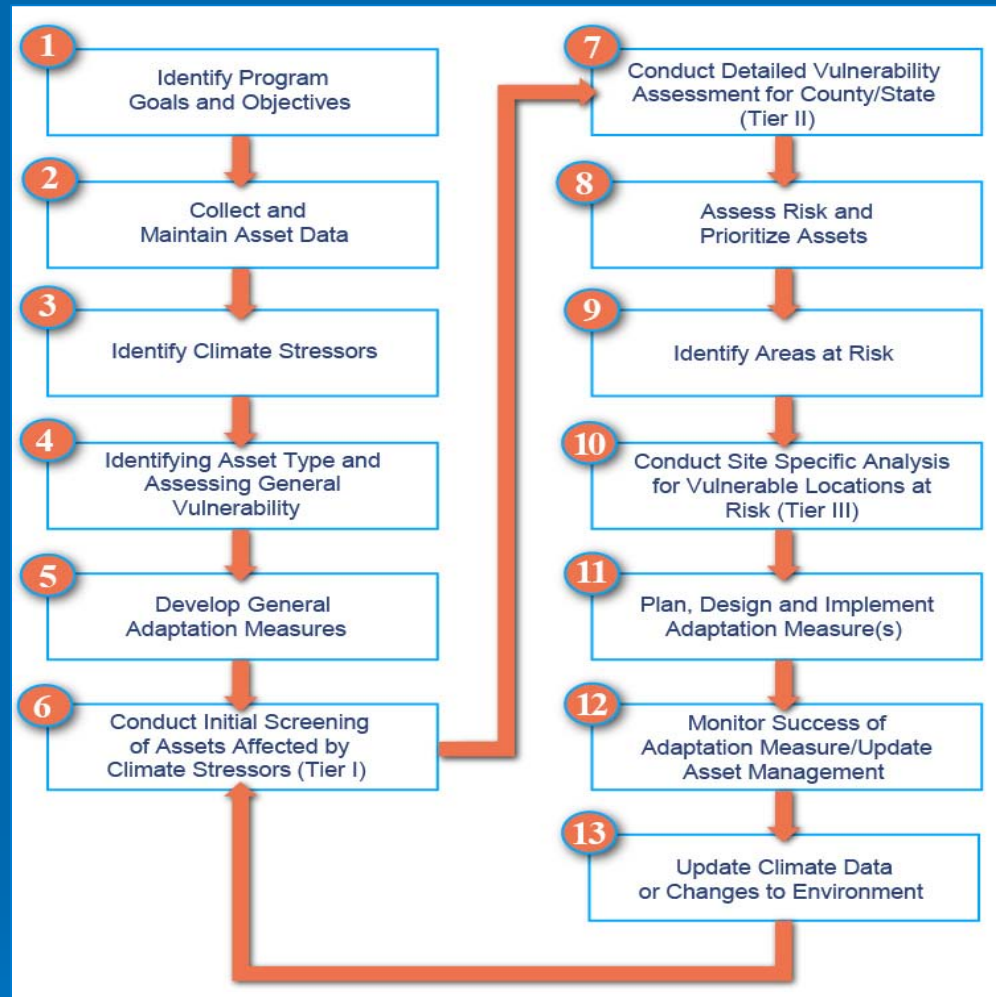 1
Identify Program
Goals and Objectives
2
Collect and
Maintain Asset Data
3
Identify Climate Stressors
4
Identifying Asset Type and
Assessing General
Vulnerability
5
Develop General
Adaptation Measures
6
Conduct Initial Screening
of Assets Affected by
Climate Stressors (Tier I)
7
Conduct Detailed Vulnerability
Assessment for County/State
(Tier II)
8
Assess Risk and
Prioritize Assets
9
Identify Areas at Risk
10
Conduct Site Specific Analysis
for Vulnerable Locations at
Risk (Tier III)
11
Plan, Design and Implement
Adaptation Measure(s)
12
Monitor Success of
Adaptation Measure/Update
Asset Management
13
Update Climate Data
or Changes to Environment